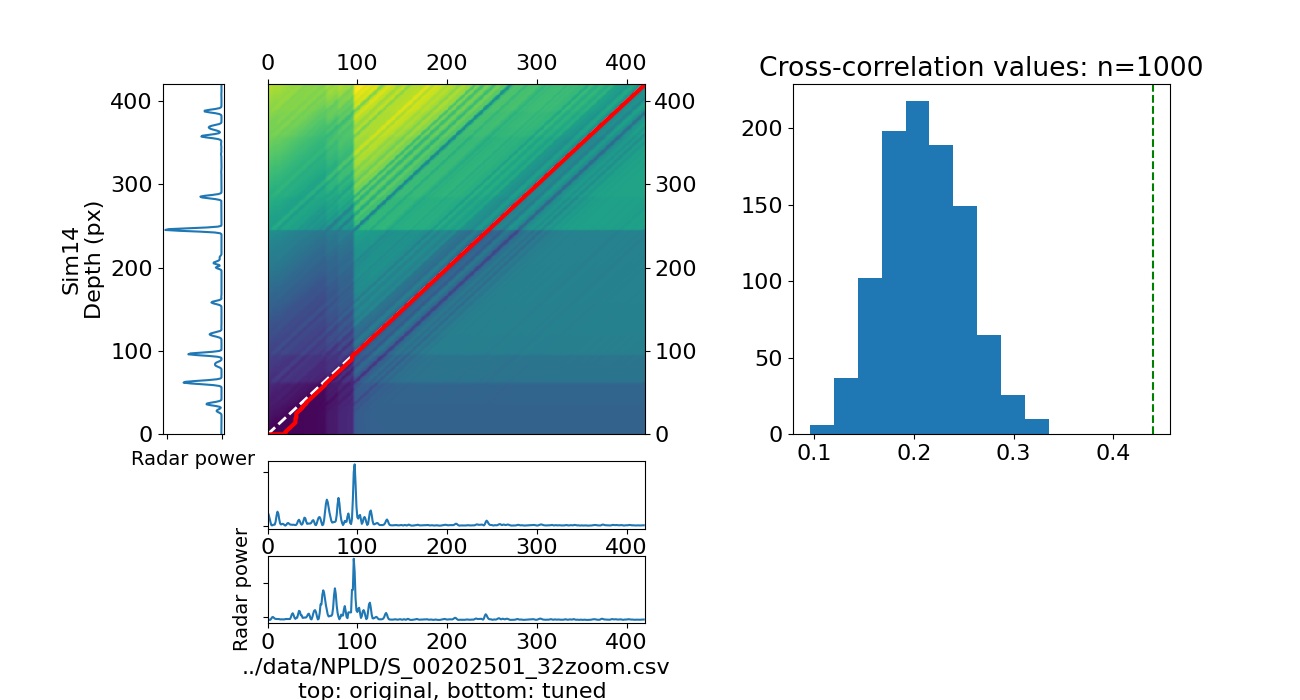 0 100 200 300 400
Cross-correlation values: n=1000
400
300
200
100
0
Sim14
Depth (px)
400
300
200
100
0
200
150
100
50
0
0.1 0.2 0.3 0.4
Radar power
0 100 200 300 400
Radar power
0 100 200 300 400
../data/NPLD/S_00202501_32zoom.csv
top: original, bottom: tuned